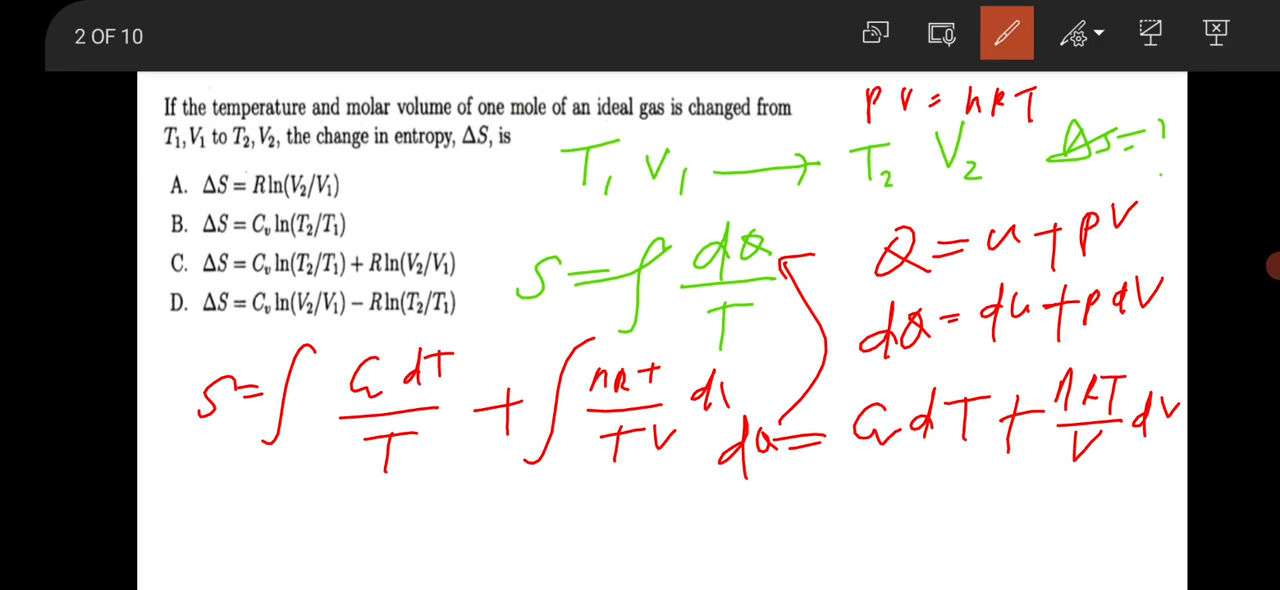 2 OF 10
If the temperature and molar volume of one mole of an ideal gas is changed from
T₁, V₁ to T₂, V₂, the change in entropy, ΔS, is
A. ΔS = R ln(V₂/V₁)
B. ΔS = Cᵥ ln(T₂/T₁)
C. ΔS = Cᵥ ln(T₂/T₁) + R ln(V₂/V₁)
D. ΔS = Cᵥ ln(V₂/V₁) − R ln(T₂/T₁)
PV = nRT
T₁ V₁ → T₂ V₂ ΔS = ?
S = ∫ dQ/T
Q = u + PV
dQ = du + PdV
dQ = Cᵥ dT + nRT/V dV
S = ∫ Cᵥ dT/T + ∫ nRT/TV